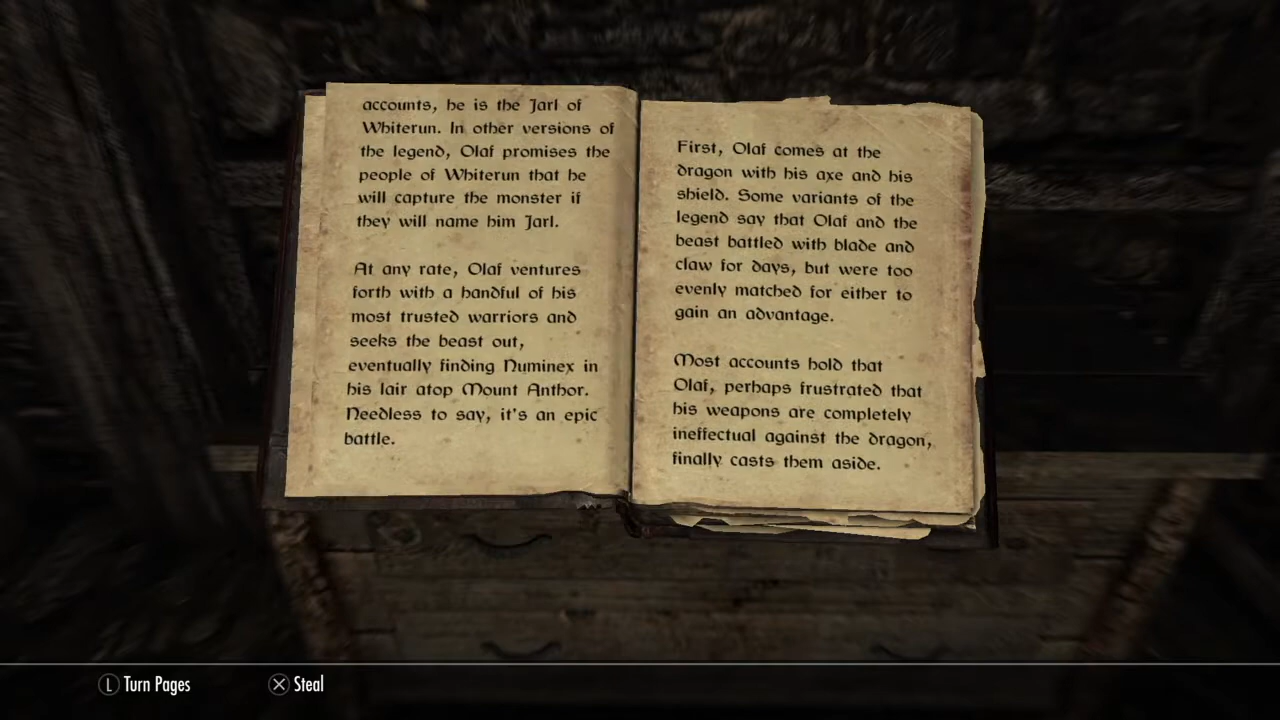 accounts, he is the Jarl of
Whiterun. In other versions of
the legend, Olaf promises the
people of Whiterun that he
will capture the monster if
they will name him Jarl.
At any rate, Olaf ventures
forth with a handful of his
most trusted warriors and
seeks the beast out,
eventually finding Numinex in
his lair atop Mount Anthor.
Needless to say, it's an epic
battle.
First, Olaf comes at the
dragon with his axe and his
shield. Some variants of the
legend say that Olaf and the
beast battled with blade and
claw for days, but were too
evenly matched for either to
gain an advantage.
Most accounts hold that
Olaf, perhaps frustrated that
his weapons are completely
ineffectual against the dragon,
finally casts them aside.
L Turn Pages
X Steal